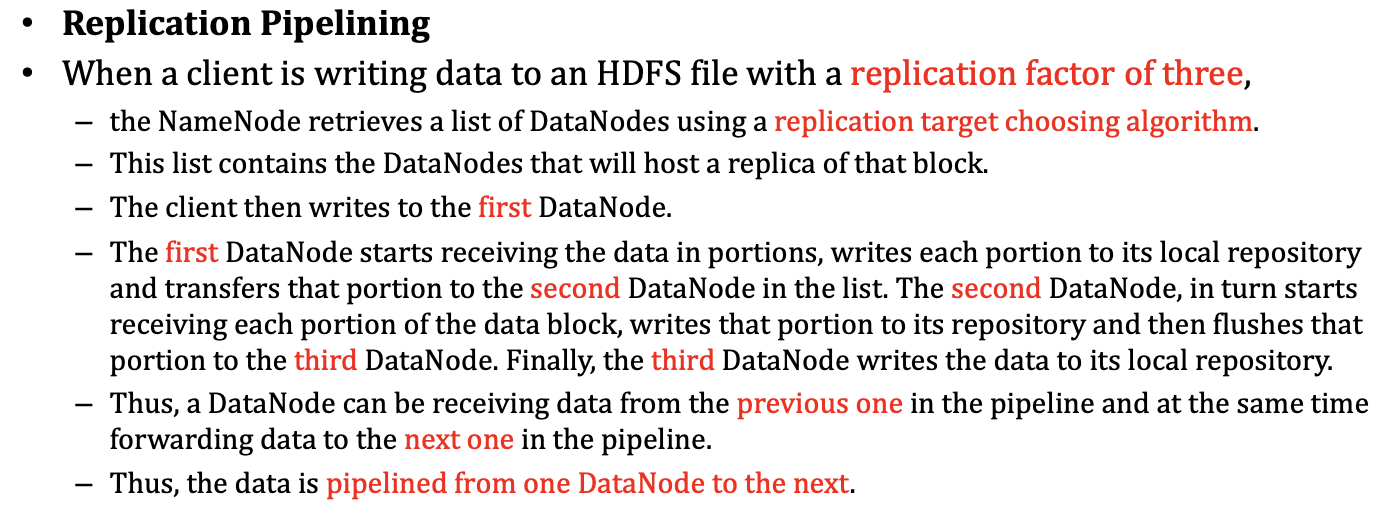 • Replication Pipelining
• When a client is writing data to an HDFS file with a replication factor of three,
– the NameNode retrieves a list of DataNodes using a replication target choosing algorithm.
– This list contains the DataNodes that will host a replica of that block.
– The client then writes to the first DataNode.
– The first DataNode starts receiving the data in portions, writes each portion to its local repository
and transfers that portion to the second DataNode in the list. The second DataNode, in turn starts
receiving each portion of the data block, writes that portion to its repository and then flushes that
portion to the third DataNode. Finally, the third DataNode writes the data to its local repository.
– Thus, a DataNode can be receiving data from the previous one in the pipeline and at the same time
forwarding data to the next one in the pipeline.
– Thus, the data is pipelined from one DataNode to the next.